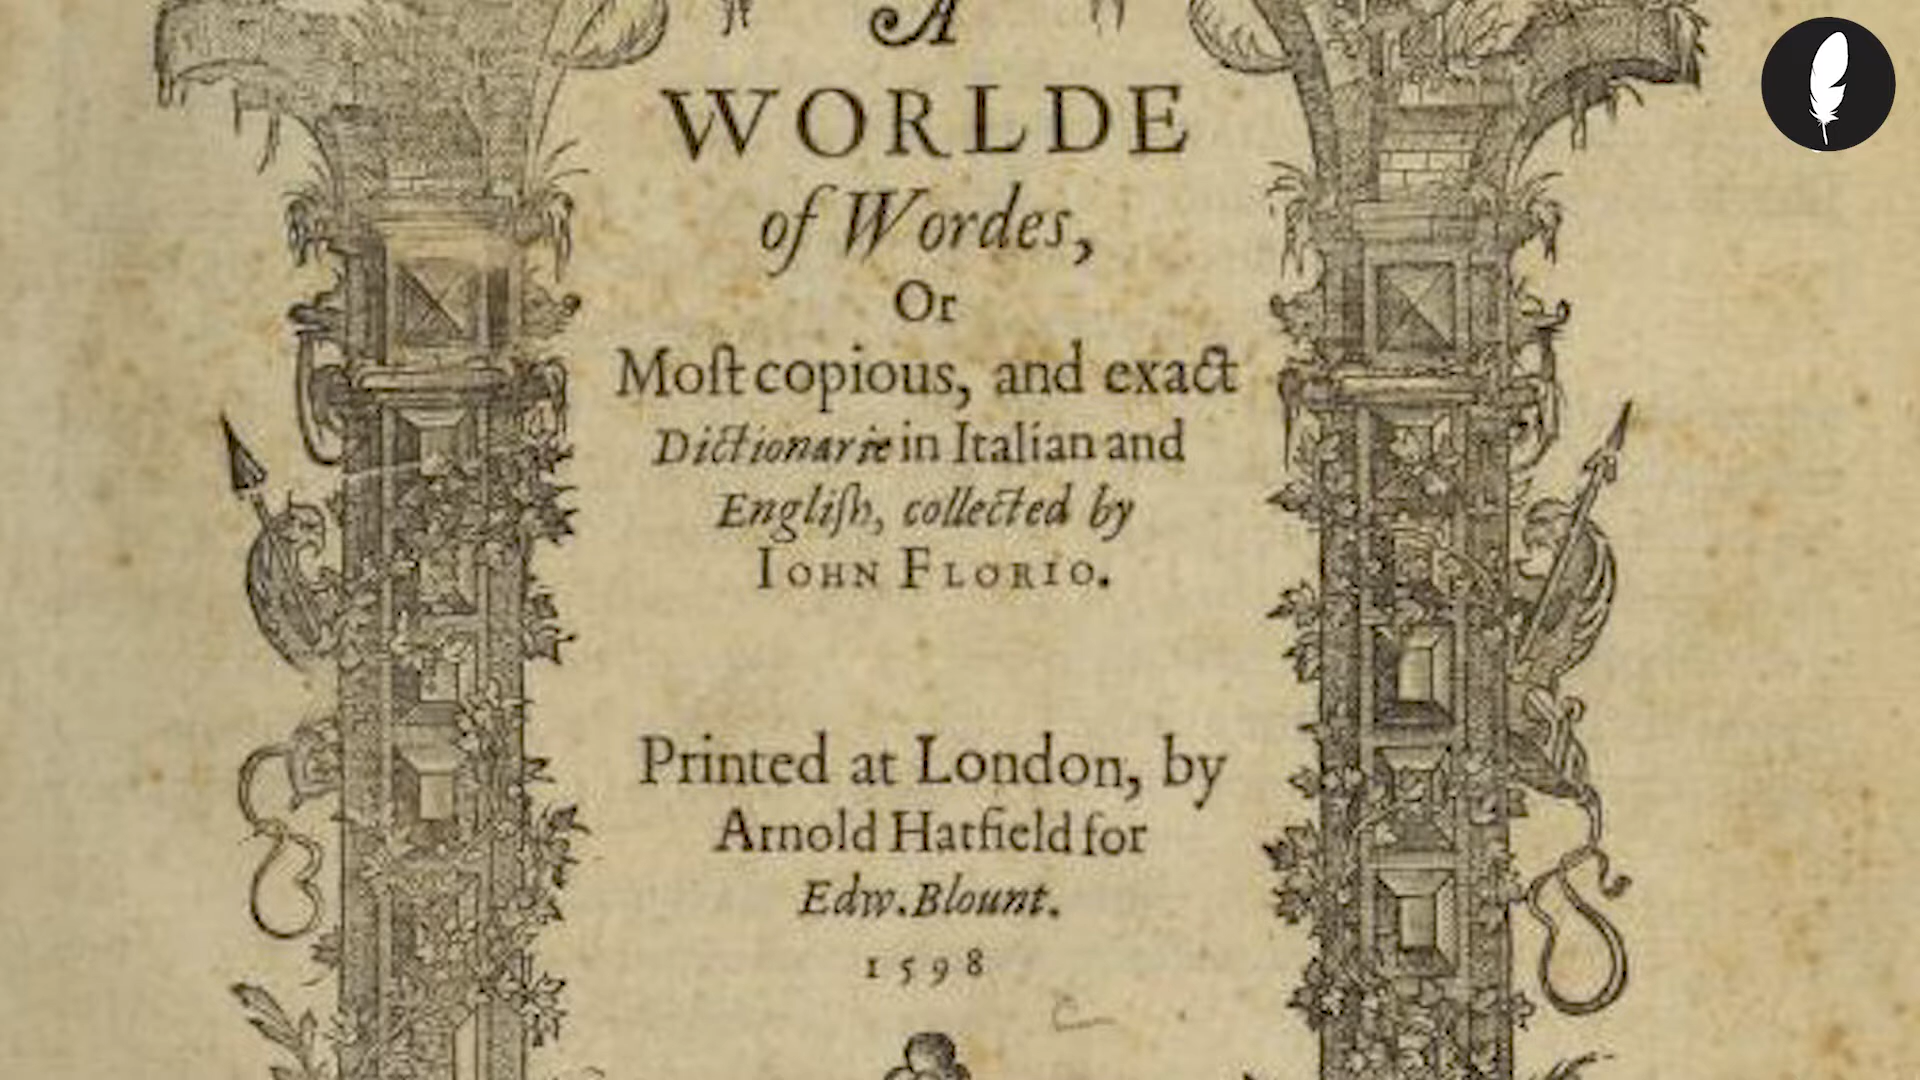 A
WORLDE
of Wordes,
Or
Moſt copious, and exact
Dictionarie in Italian and
Engliſh, collected by
IOHN FLORIO.
Printed at London, by
Arnold Hatfield for
Edw. Blount.
1598